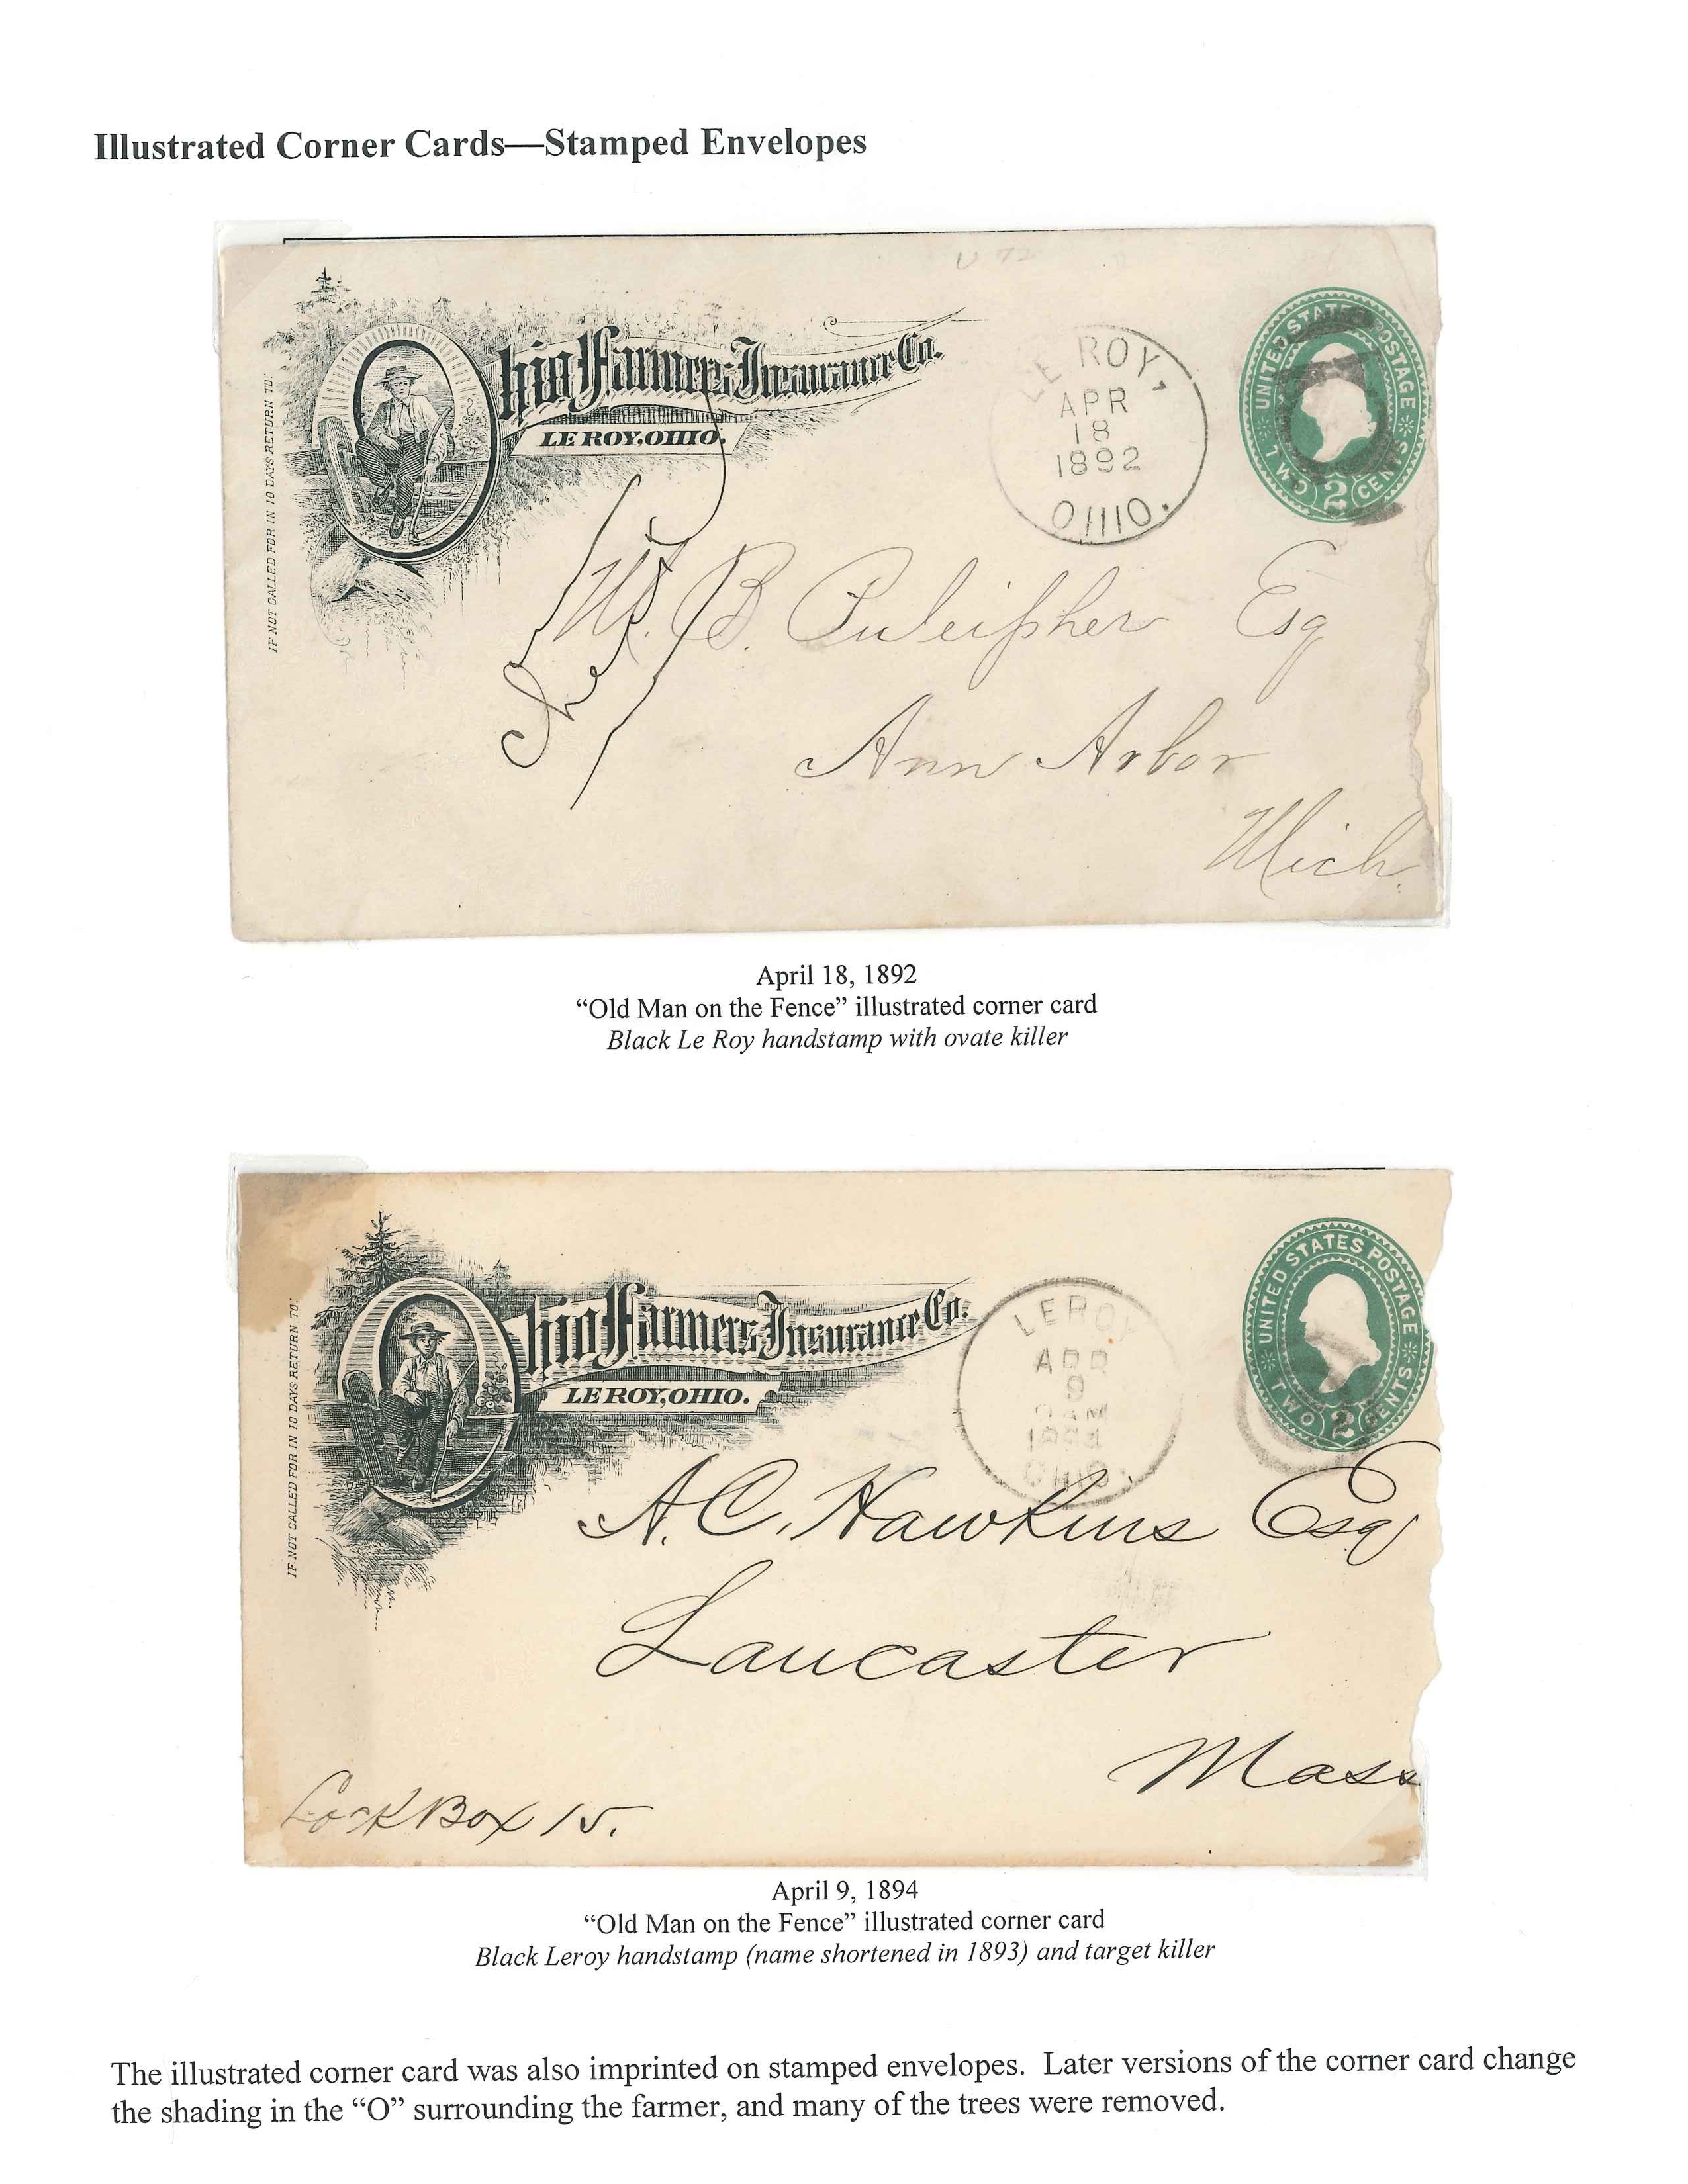 Illustrated Corner Cards—Stamped Envelopes
U 72
IF NOT CALLED FOR IN 10 DAYS RETURN TO:
Ohio Farmers Insurance Co.
LE ROY, OHIO.
LE ROY,
APR
18
1892
OHIO.
UNITED STATES POSTAGE
TWO 2 CENTS
B.
Esq
Ann Arbor
Mich.
April 18, 1892
“Old Man on the Fence” illustrated corner card
Black Le Roy handstamp with ovate killer
IF NOT CALLED FOR IN 10 DAYS RETURN TO:
Ohio Farmers Insurance Co.
LE ROY, OHIO.
LEROY
APR
9
AM
1894
OHIO.
UNITED STATES POSTAGE
TWO 2 CENTS
A. C. Hawkins Esq
Lancaster
Mass
Lock Box 15.
April 9, 1894
“Old Man on the Fence” illustrated corner card
Black Leroy handstamp (name shortened in 1893) and target killer
The illustrated corner card was also imprinted on stamped envelopes. Later versions of the corner card change
the shading in the “O” surrounding the farmer, and many of the trees were removed.